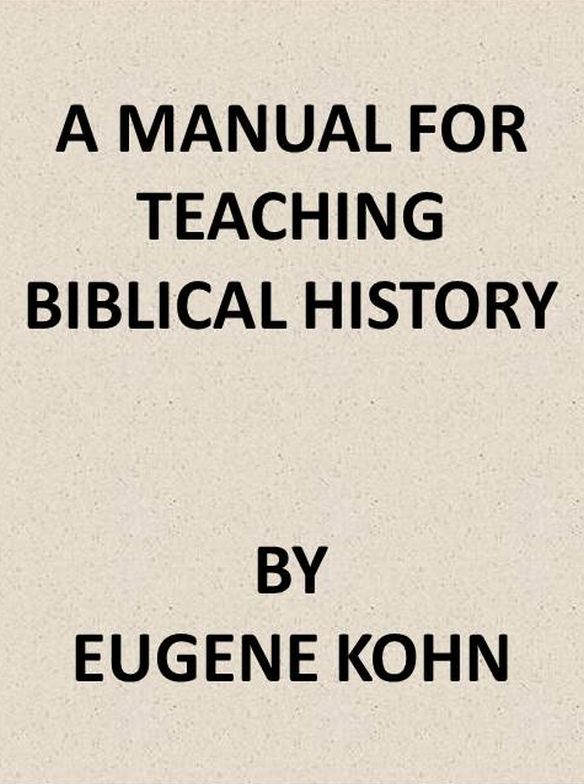 A MANUAL FOR
TEACHING
BIBLICAL HISTORY
BY
EUGENE KOHN